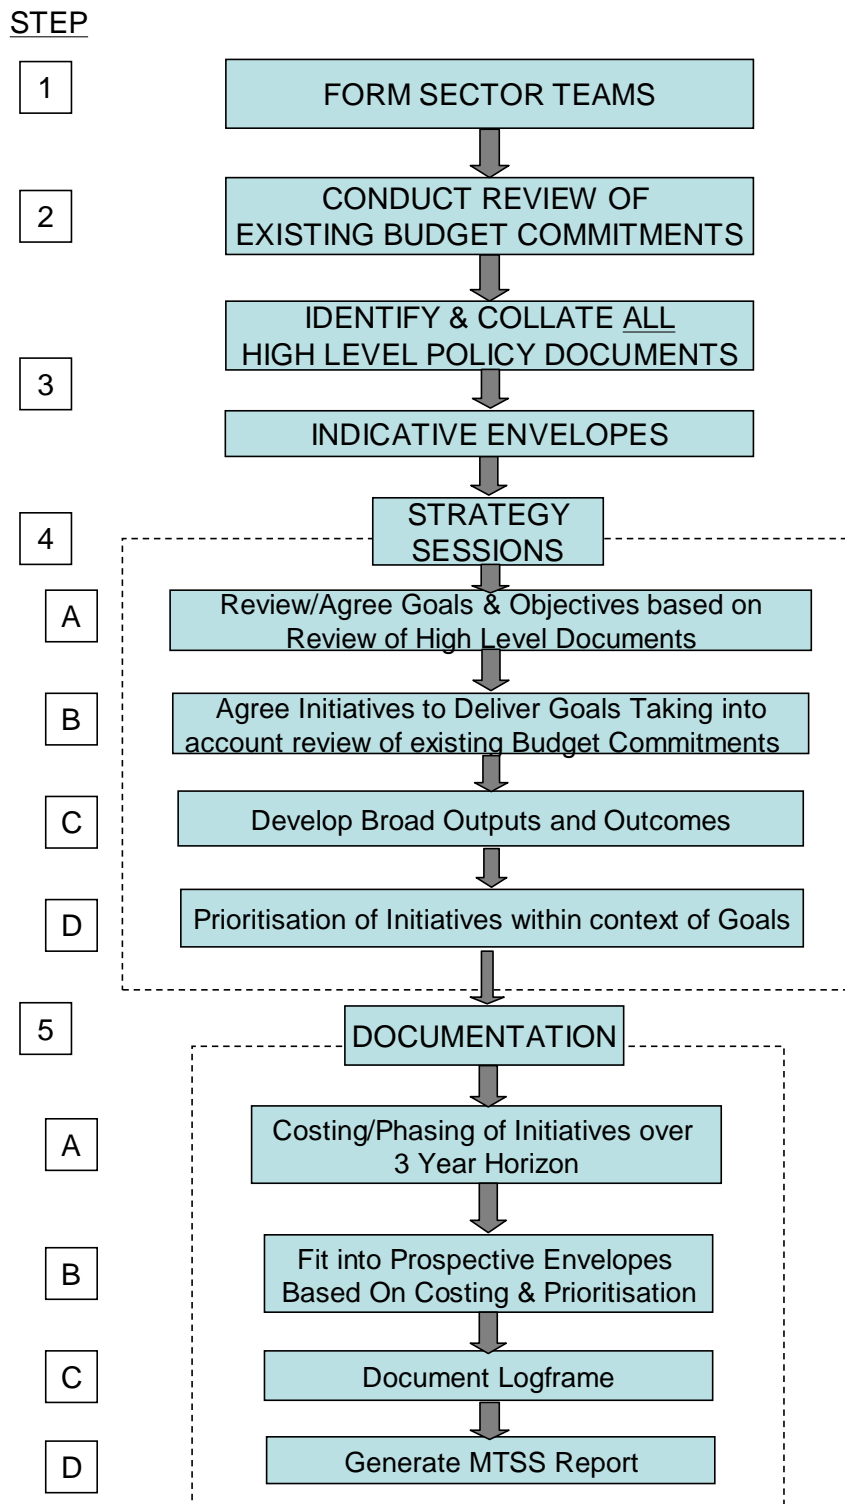 STEP
1
FORM SECTOR TEAMS
2
CONDUCT REVIEW OF
EXISTING BUDGET COMMITMENTS
3
IDENTIFY & COLLATE ALL
HIGH LEVEL POLICY DOCUMENTS
INDICATIVE ENVELOPES
4
STRATEGY
SESSIONS
A
Review/Agree Goals & Objectives based on
Review of High Level Documents
B
Agree Initiatives to Deliver Goals Taking into
account review of existing Budget Commitments
C
Develop Broad Outputs and Outcomes
D
Prioritisation of Initiatives within context of Goals
5
DOCUMENTATION
A
Costing/Phasing of Initiatives over
3 Year Horizon
B
Fit into Prospective Envelopes
Based On Costing & Prioritisation
C
Document Logframe
D
Generate MTSS Report